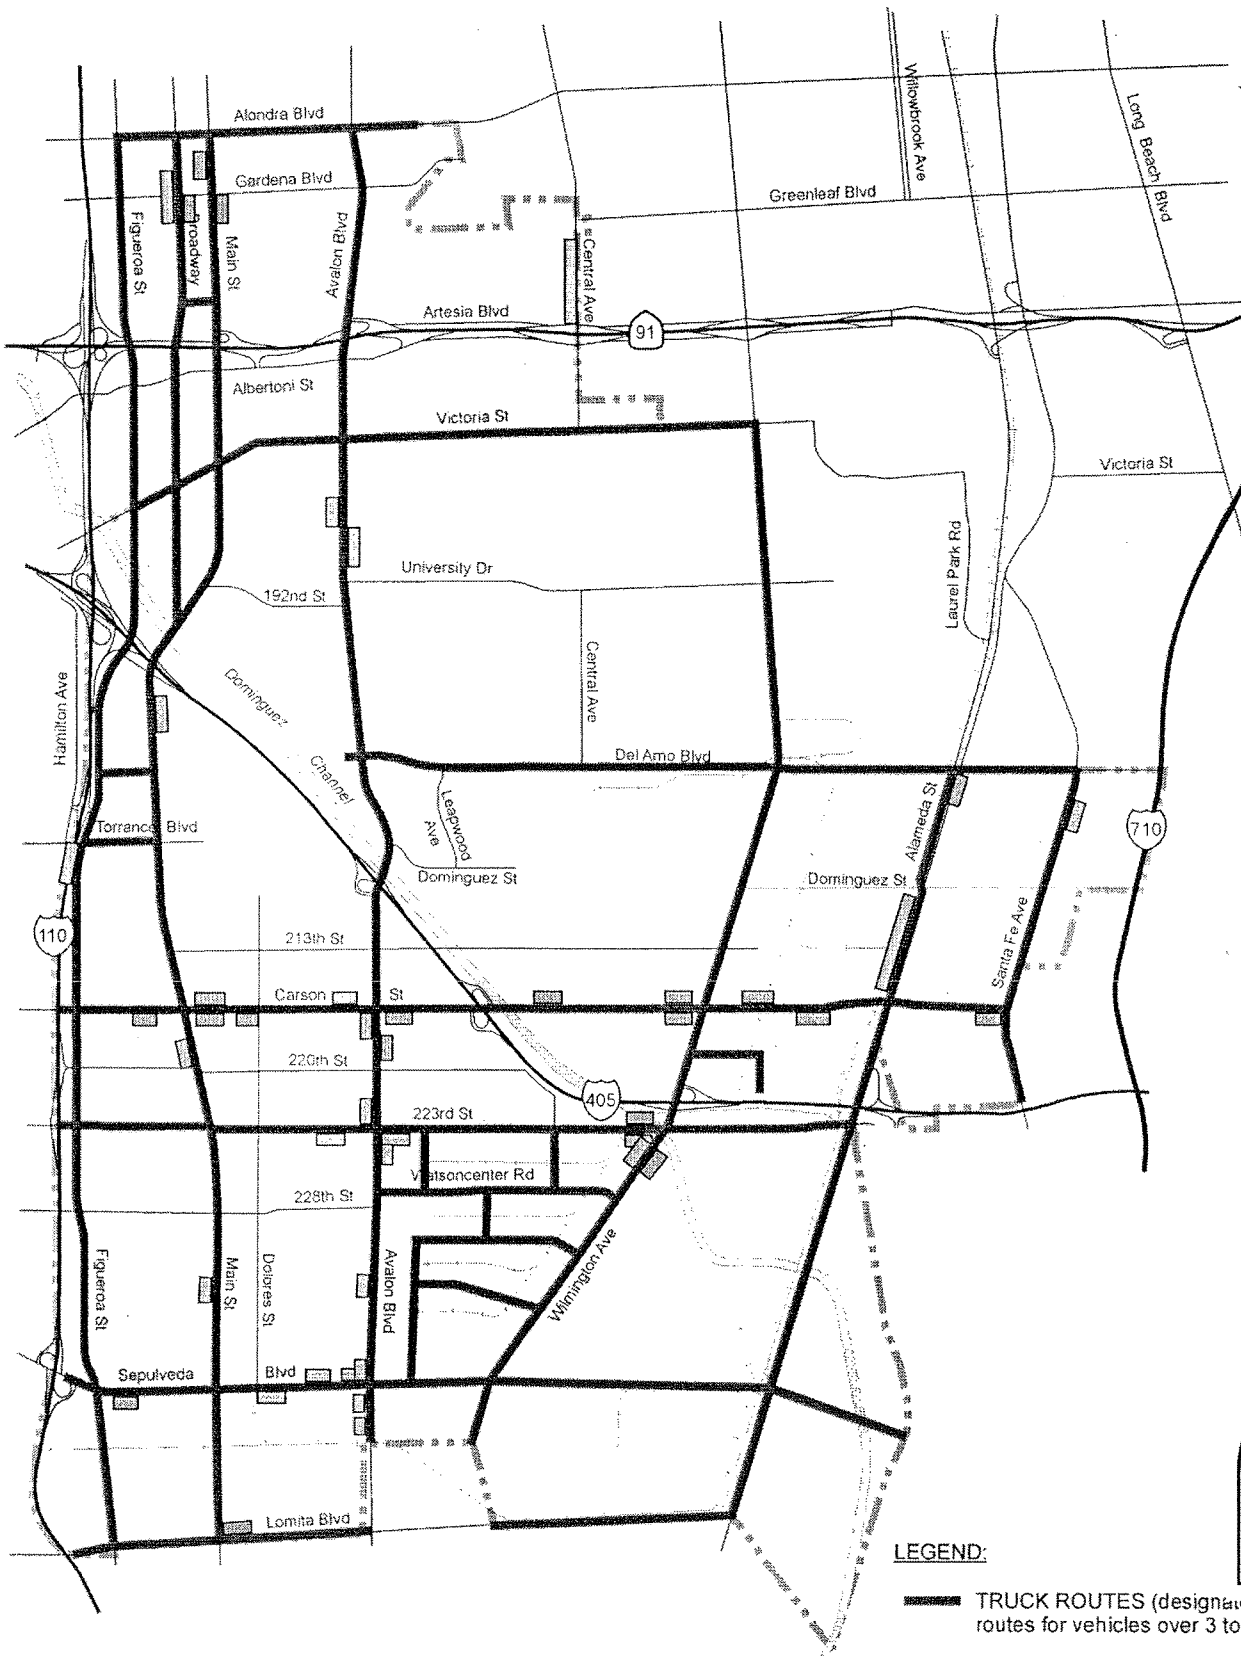 Willowbrook Ave
Long Beach Blvd
Alondra Blvd
Gardena Blvd
Greenleaf Blvd
Figueroa St
Broadway
Main St
Avalon Blvd
Central Ave
Artesia Blvd
91
Albertoni St
Victoria St
Victoria St
University Dr
192nd St
Laurel Park Rd
Central Ave
Hamilton Ave
Dominguez
Channel
Del Amo Blvd
Leapwood
Ave
Alameda St
Torrance Blvd
710
Dominguez St
Dominguez St
110
213th St
Santa Fe Ave
Carson St
220th St
405
223rd St
Watsoncenter Rd
228th St
Figueroa St
Main St
Dolores St
Avalon Blvd
Wilmington Ave
Sepulveda Blvd
Lomita Blvd
LEGEND:
TRUCK ROUTES (designate
routes for vehicles over 3 to